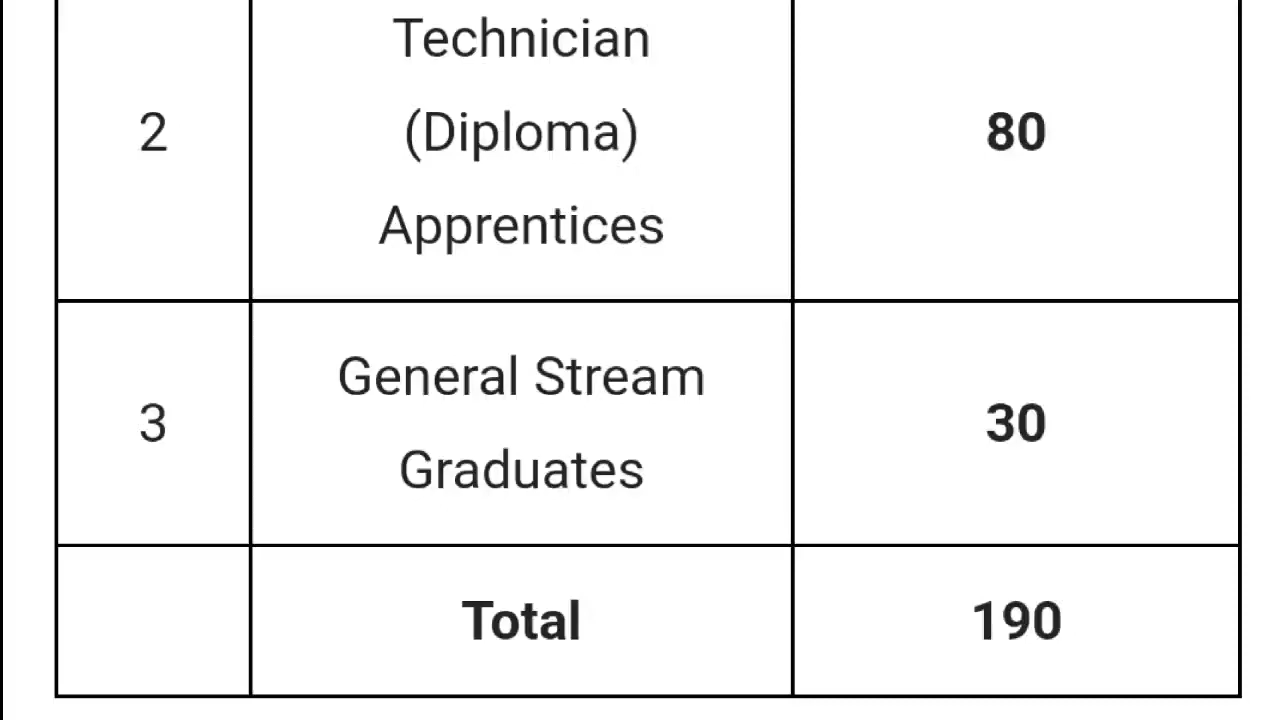 Technician
2 (Diploma) 80
Apprentices
General Stream
3 30
Graduates
Total 190